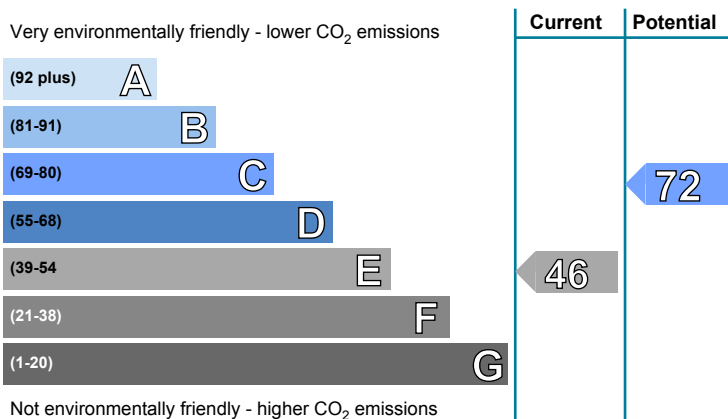 Current Potential
Very environmentally friendly - lower CO2 emissions
(92 plus) A
(81-91) B
(69-80) C
72
(55-68) D
(39-54 E
46
(21-38) F
(1-20) G
Not environmentally friendly - higher CO2 emissions